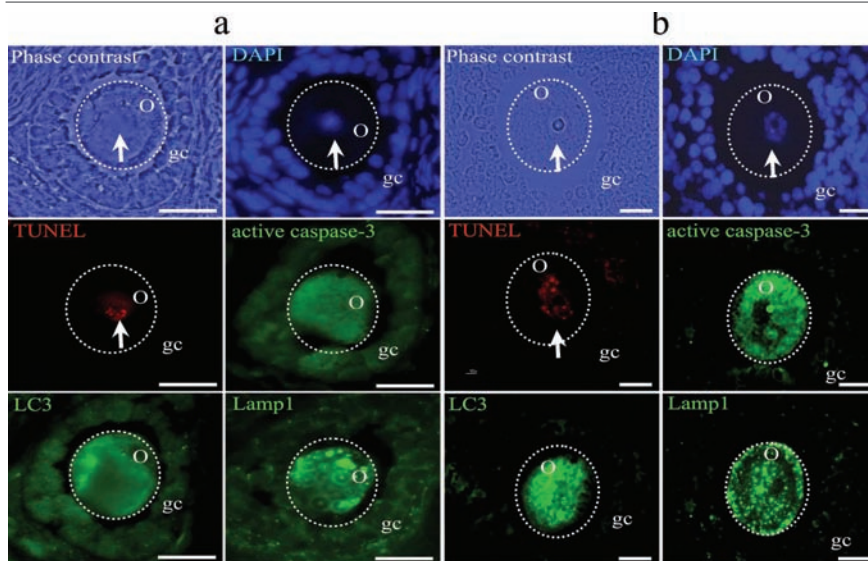 a b
Phase contrast DAPI Phase contrast DAPI
O O O O
gc gc gc gc
TUNEL active caspase-3 TUNEL active caspase-3
O O O O
gc gc gc gc
LC3 Lamp1 LC3 Lamp1
O O O O
gc gc gc gc